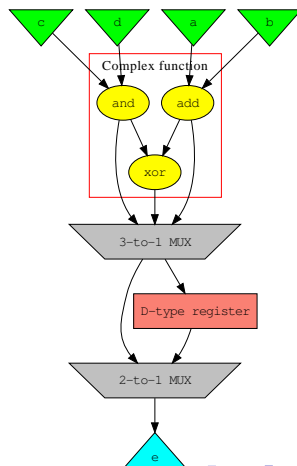 c d a b
Complex function
and add
xor
3-to-1 MUX
D-type register
2-to-1 MUX
e